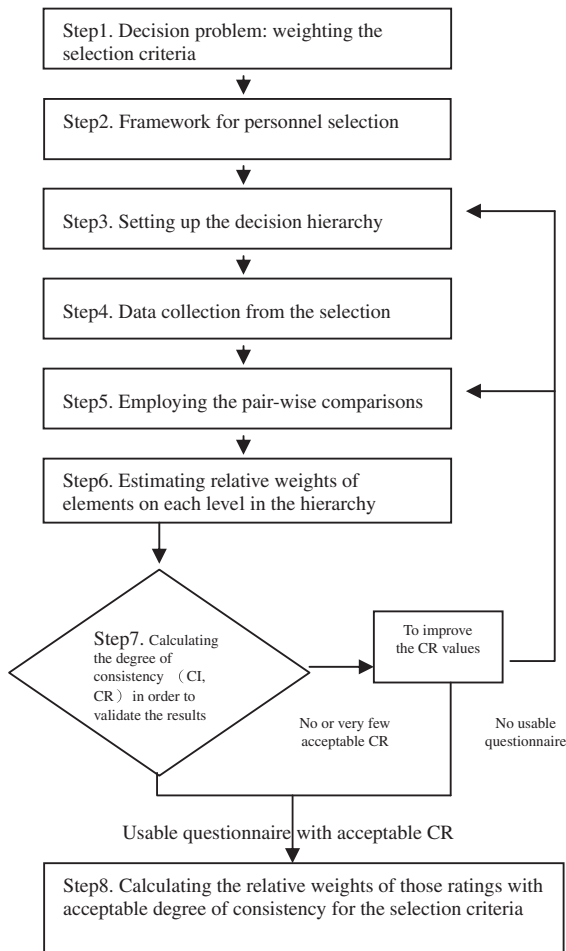 Step1. Decision problem: weighting the
selection criteria
Step2. Framework for personnel selection
Step3. Setting up the decision hierarchy
Step4. Data collection from the selection
Step5. Employing the pair-wise comparisons
Step6. Estimating relative weights of
elements on each level in the hierarchy
Step7. Calculating
the degree of
consistency （CI,
CR） in order to
validate the results
To improve
the CR values
No or very few
acceptable CR
No usable
questionnaire
Usable questionnaire with acceptable CR
Step8. Calculating the relative weights of those ratings with
acceptable degree of consistency for the selection criteria